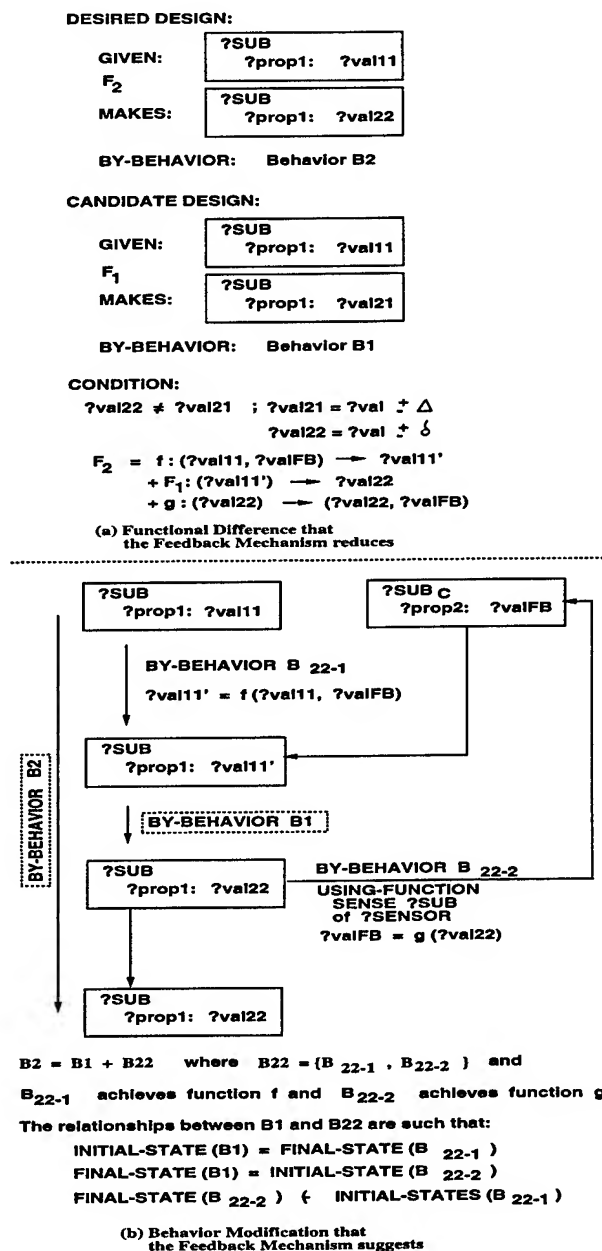 DESIRED DESIGN:
GIVEN:
?SUB
?prop1: ?val11
F2
MAKES:
?SUB
?prop1: ?val22
BY-BEHAVIOR: Behavior B2
CANDIDATE DESIGN:
GIVEN:
?SUB
?prop1: ?val11
F1
MAKES:
?SUB
?prop1: ?val21
BY-BEHAVIOR: Behavior B1
CONDITION:
?val22 ≠ ?val21 ; ?val21 = ?val ± Δ
?val22 = ?val ± δ
F2 = f : (?val11, ?valFB) → ?val11'
+ F1: (?val11') → ?val22
+ g : (?val22) → (?val22, ?valFB)
(a) Functional Difference that
the Feedback Mechanism reduces
?SUB
?prop1: ?val11
?SUB C
?prop2: ?valFB
BY-BEHAVIOR B 22-1
?val11' = f (?val11, ?valFB)
?SUB
?prop1: ?val11'
BY-BEHAVIOR B2
BY-BEHAVIOR B1
?SUB
?prop1: ?val22
BY-BEHAVIOR B 22-2
USING-FUNCTION
SENSE ?SUB
of ?SENSOR
?valFB = g (?val22)
?SUB
?prop1: ?val22
B2 = B1 + B22 where B22 = {B 22-1 , B22-2 } and
B22-1 achieves function f and B22-2 achieves function g
The relationships between B1 and B22 are such that:
INITIAL-STATE (B1) = FINAL-STATE (B 22-1 )
FINAL-STATE (B1) = INITIAL-STATE (B 22-2 )
FINAL-STATE (B 22-2 ) ⊂ INITIAL-STATES (B 22-1 )
(b) Behavior Modification that
the Feedback Mechanism suggests